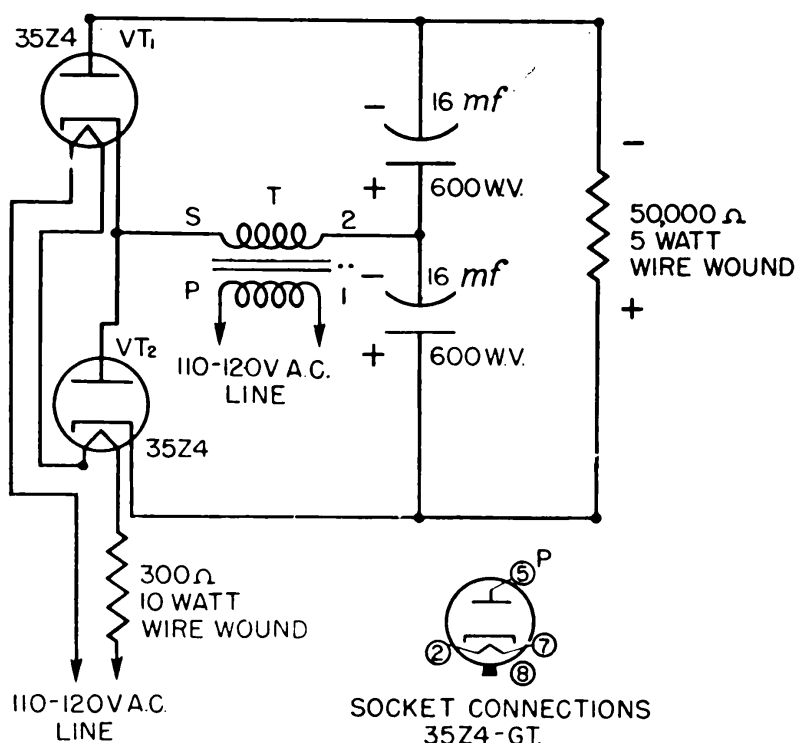 35Z4 VT1
- 16 mf
+ 600 W.V.
-
50,000 Ω
5 WATT
WIRE WOUND
+
S T 2
P 1
- 16 mf
+ 600 W.V.
110-120V A.C.
LINE
VT2
35Z4
300Ω
10 WATT
WIRE WOUND
110-120V A.C.
LINE
5 P
2 7
8
SOCKET CONNECTIONS
35Z4-GT.